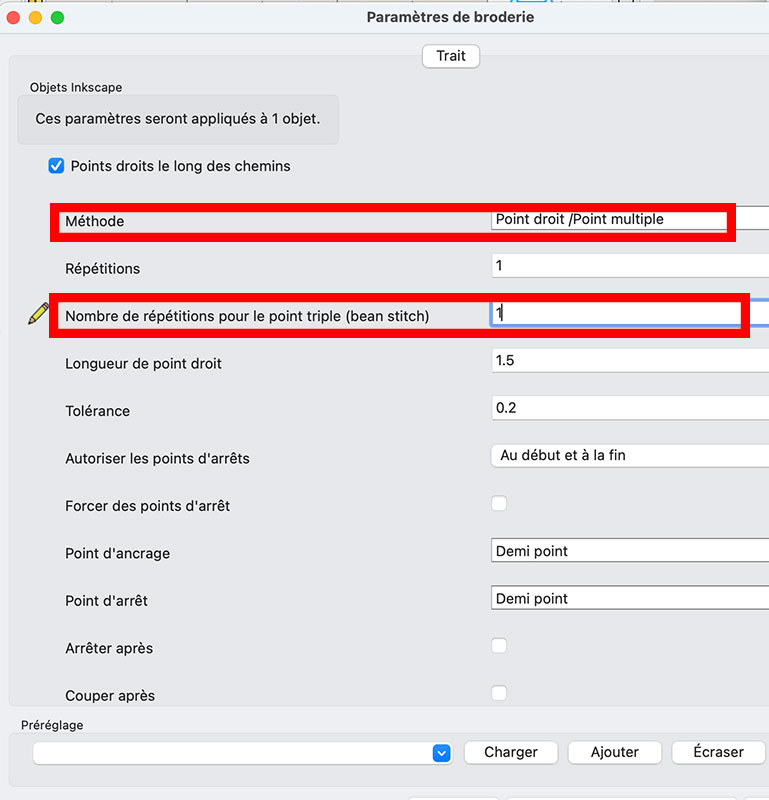 Paramètres de broderie
Trait
Objets Inkscape
Ces paramètres seront appliqués à 1 objet.
Points droits le long des chemins
Méthode Point droit /Point multiple
Répétitions 1
Nombre de répétitions pour le point triple (bean stitch) 1
Longueur de point droit 1.5
Tolérance 0.2
Autoriser les points d'arrêts Au début et à la fin
Forcer des points d'arrêt
Point d'ancrage Demi point
Point d'arrêt Demi point
Arrêter après
Couper après
Préréglage
Charger Ajouter Écraser